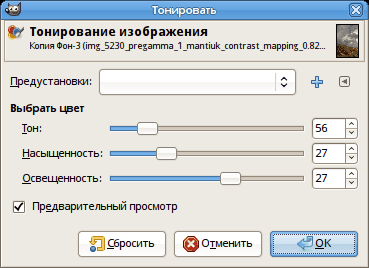 Тонировать
Тонирование изображения
Копия Фон-3 (img_5230_pregamma_1_mantiuk_contrast_mapping_0.82...
Предустановки:
Выбрать цвет
Тон: 56
Насыщенность: 27
Освещенность: 27
Предварительный просмотр
Сбросить Отменить OK